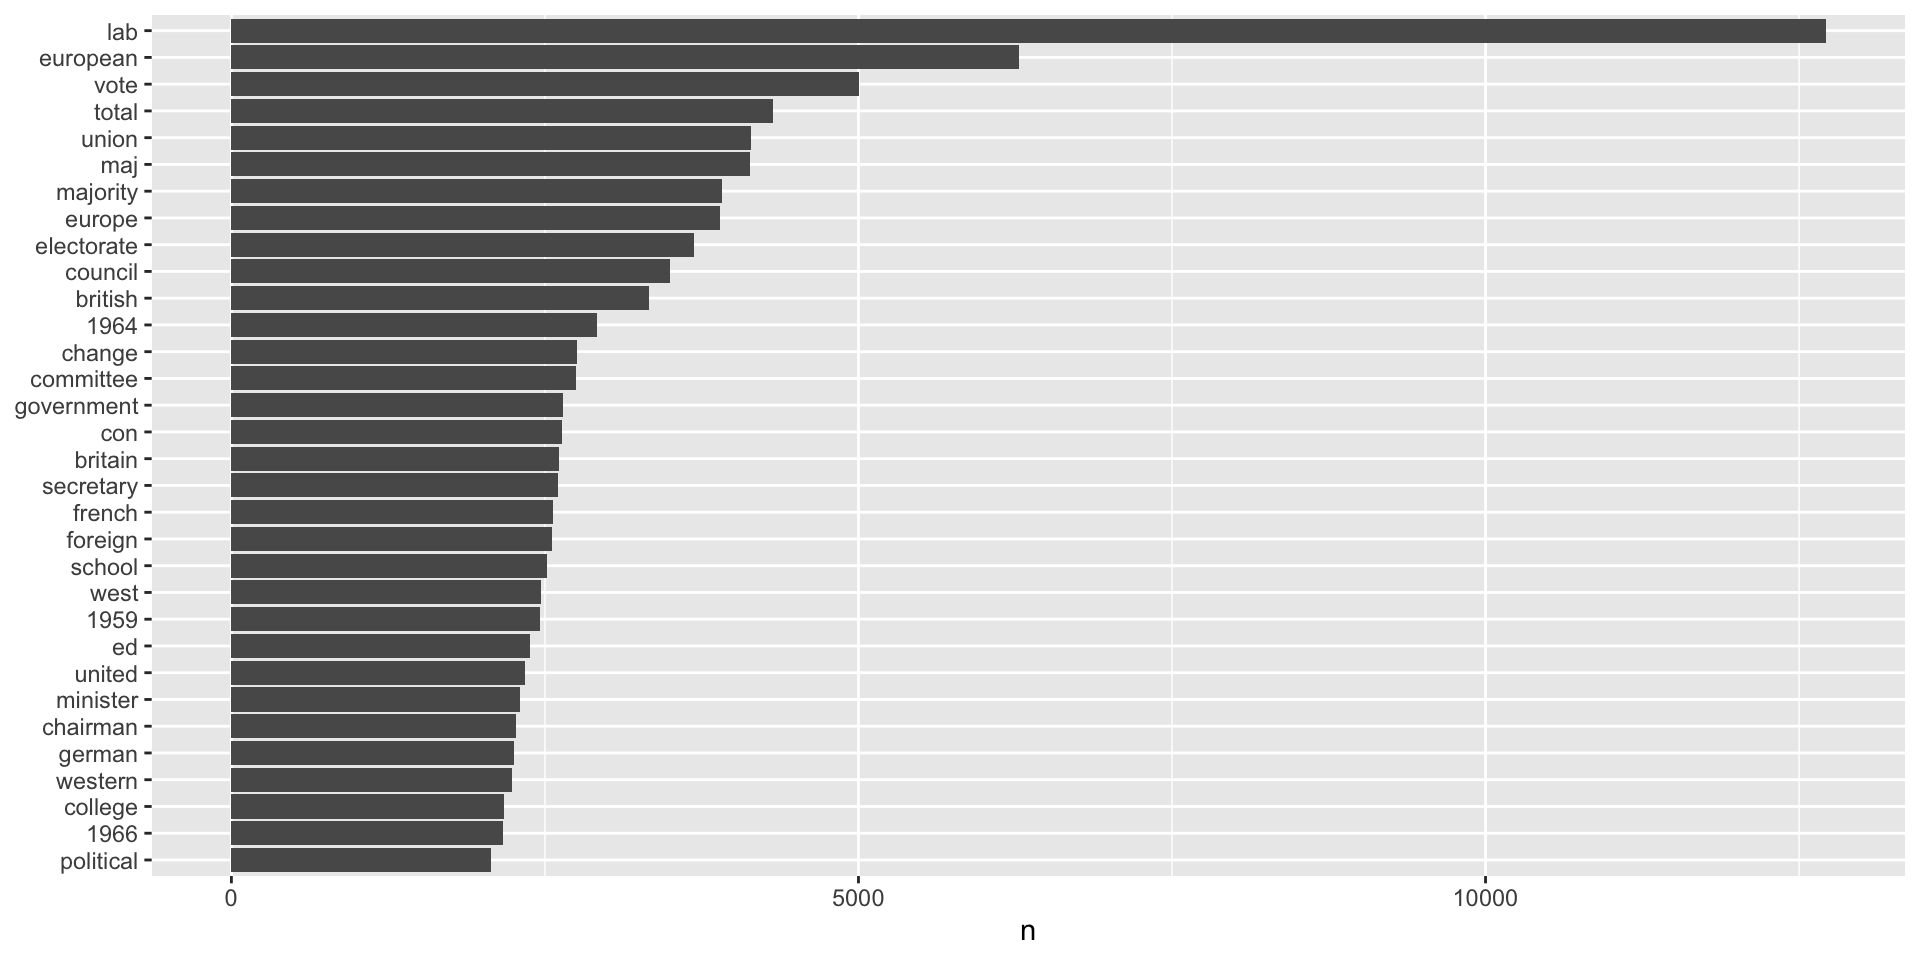 lab
european
vote
total
union
maj
majority
europe
electorate
council
british
1964
change
committee
government
con
britain
secretary
french
foreign
school
west
1959
ed
united
minister
chairman
german
western
college
1966
political
0 5000 10000
n